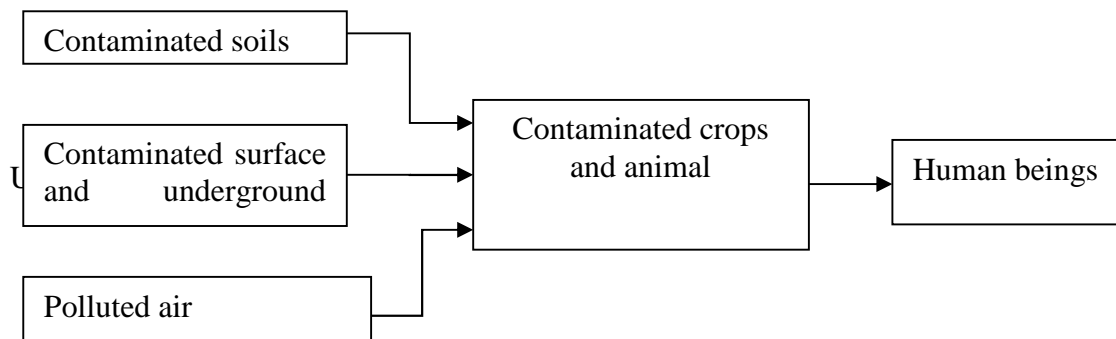 Contaminated soils
Contaminated surface
and underground
Polluted air
Contaminated crops
and animal
Human beings